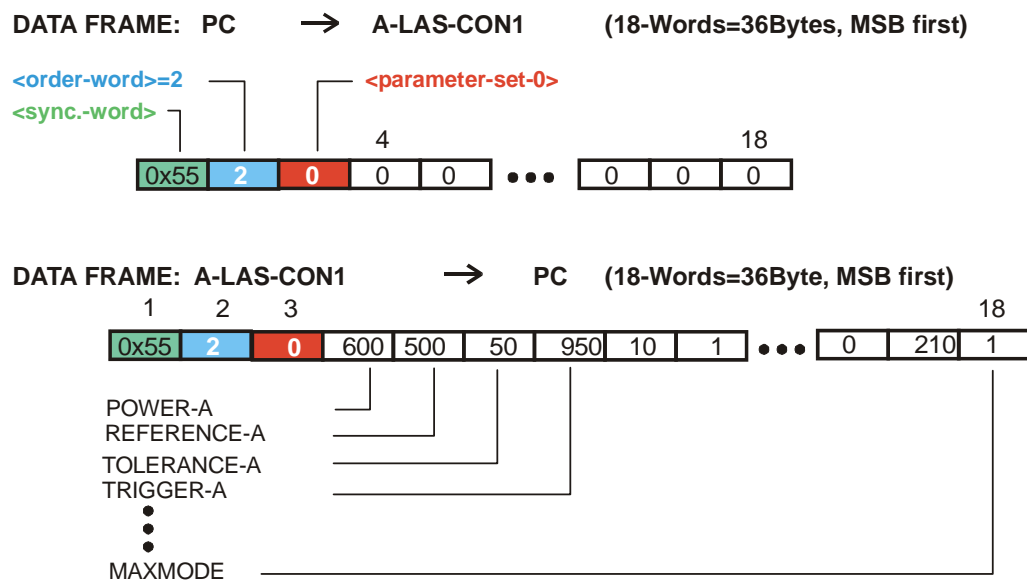 DATA FRAME: PC → A-LAS-CON1 (18-Words=36Bytes, MSB first)
<order-word>=2 <parameter-set-0>
<sync.-word>
4 18
0x55 2 0 0 0 ••• 0 0 0
DATA FRAME: A-LAS-CON1 → PC (18-Words=36Byte, MSB first)
1 2 3 18
0x55 2 0 600 500 50 950 10 1 ••• 0 210 1
POWER-A
REFERENCE-A
TOLERANCE-A
TRIGGER-A
MAXMODE